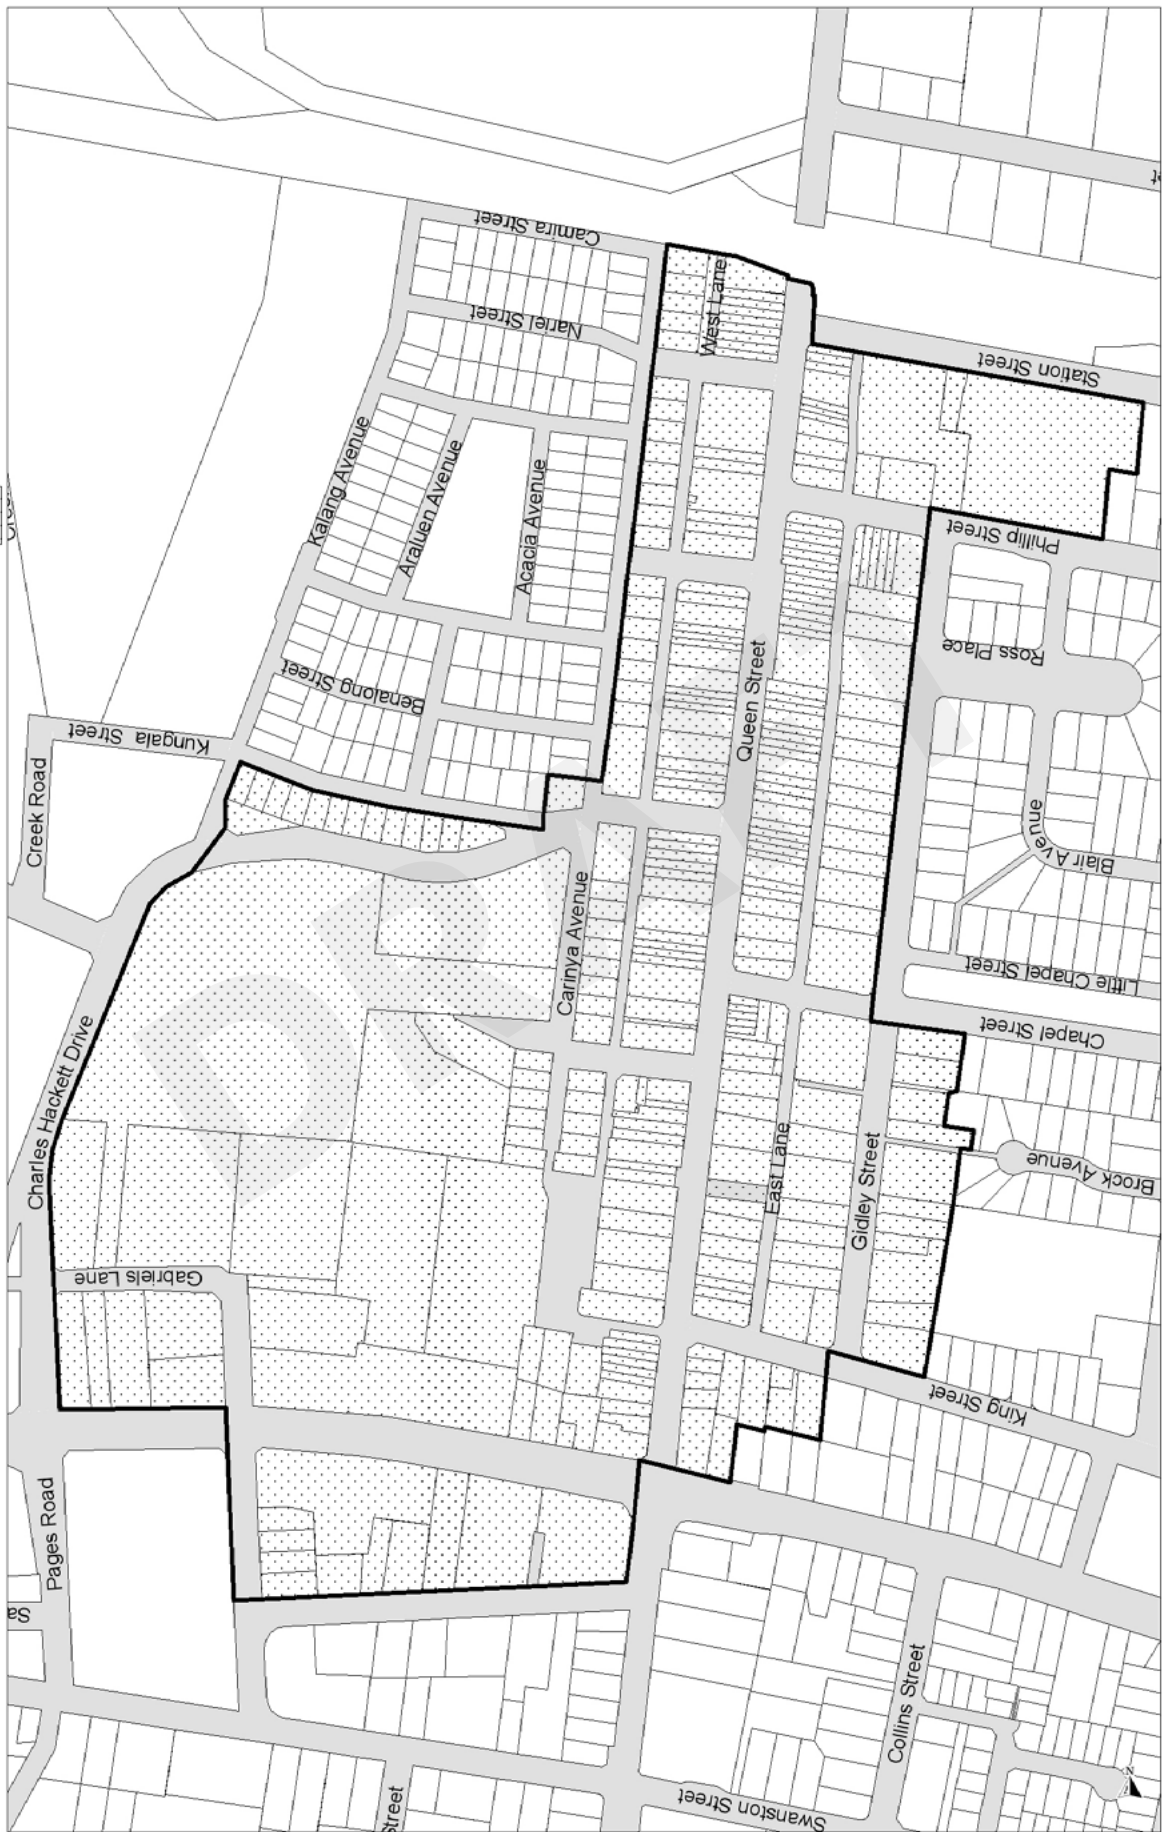 Camira Street
West Lane
Nariel Street
Station Street
Kalang Avenue
Araluen Avenue
Acacia Avenue
Phillip Street
Ross Place
Benalong Street
Queen Street
Kungala Street
Creek Road
Blair Avenue
Carinya Avenue
Little Chapel Street
Chapel Street
Charles Hackett Drive
DRAFT
East Lane
Gidley Street
Brock Avenue
Gabriels Lane
King Street
Pages Road
Collins Street
Swanston Street
Street
N